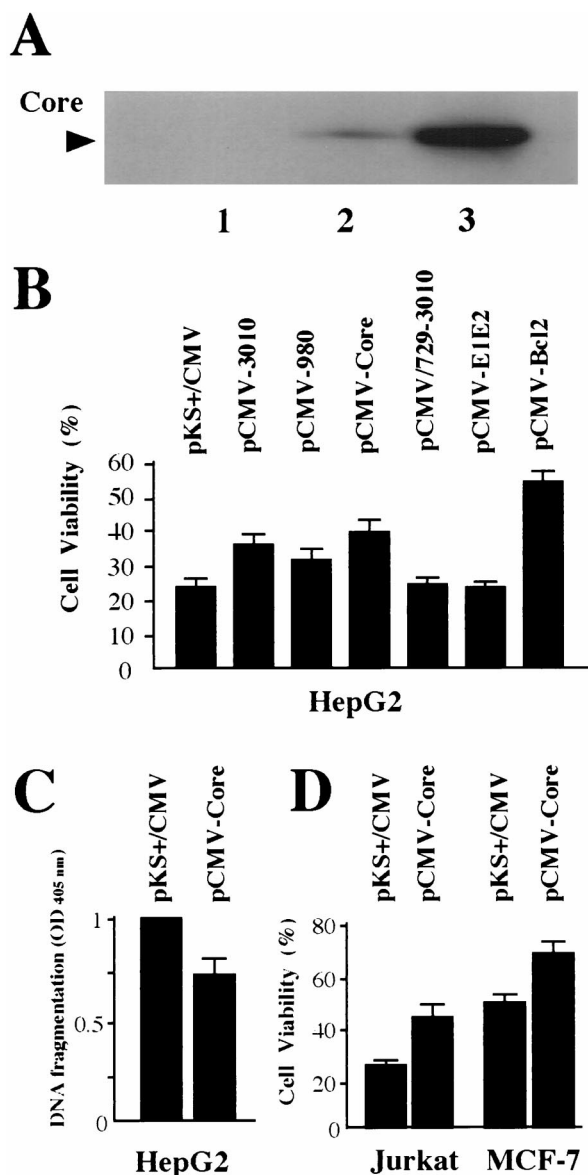 A
Core
1 2 3
B
pKS+/CMV
pCMV-3010
pCMV-980
pCMV-Core
pCMV/729-3010
pCMV-E1E2
pCMV-Bcl2
Cell Viability (%)
60
50
40
30
20
10
0
HepG2
C
pKS+/CMV
pCMV-Core
DNA fragmentation (OD 405 nm)
1
0.5
0
HepG2
D
pKS+/CMV
pCMV-Core
pKS+/CMV
pCMV-Core
Cell Viability (%)
80
60
40
20
Jurkat MCF-7